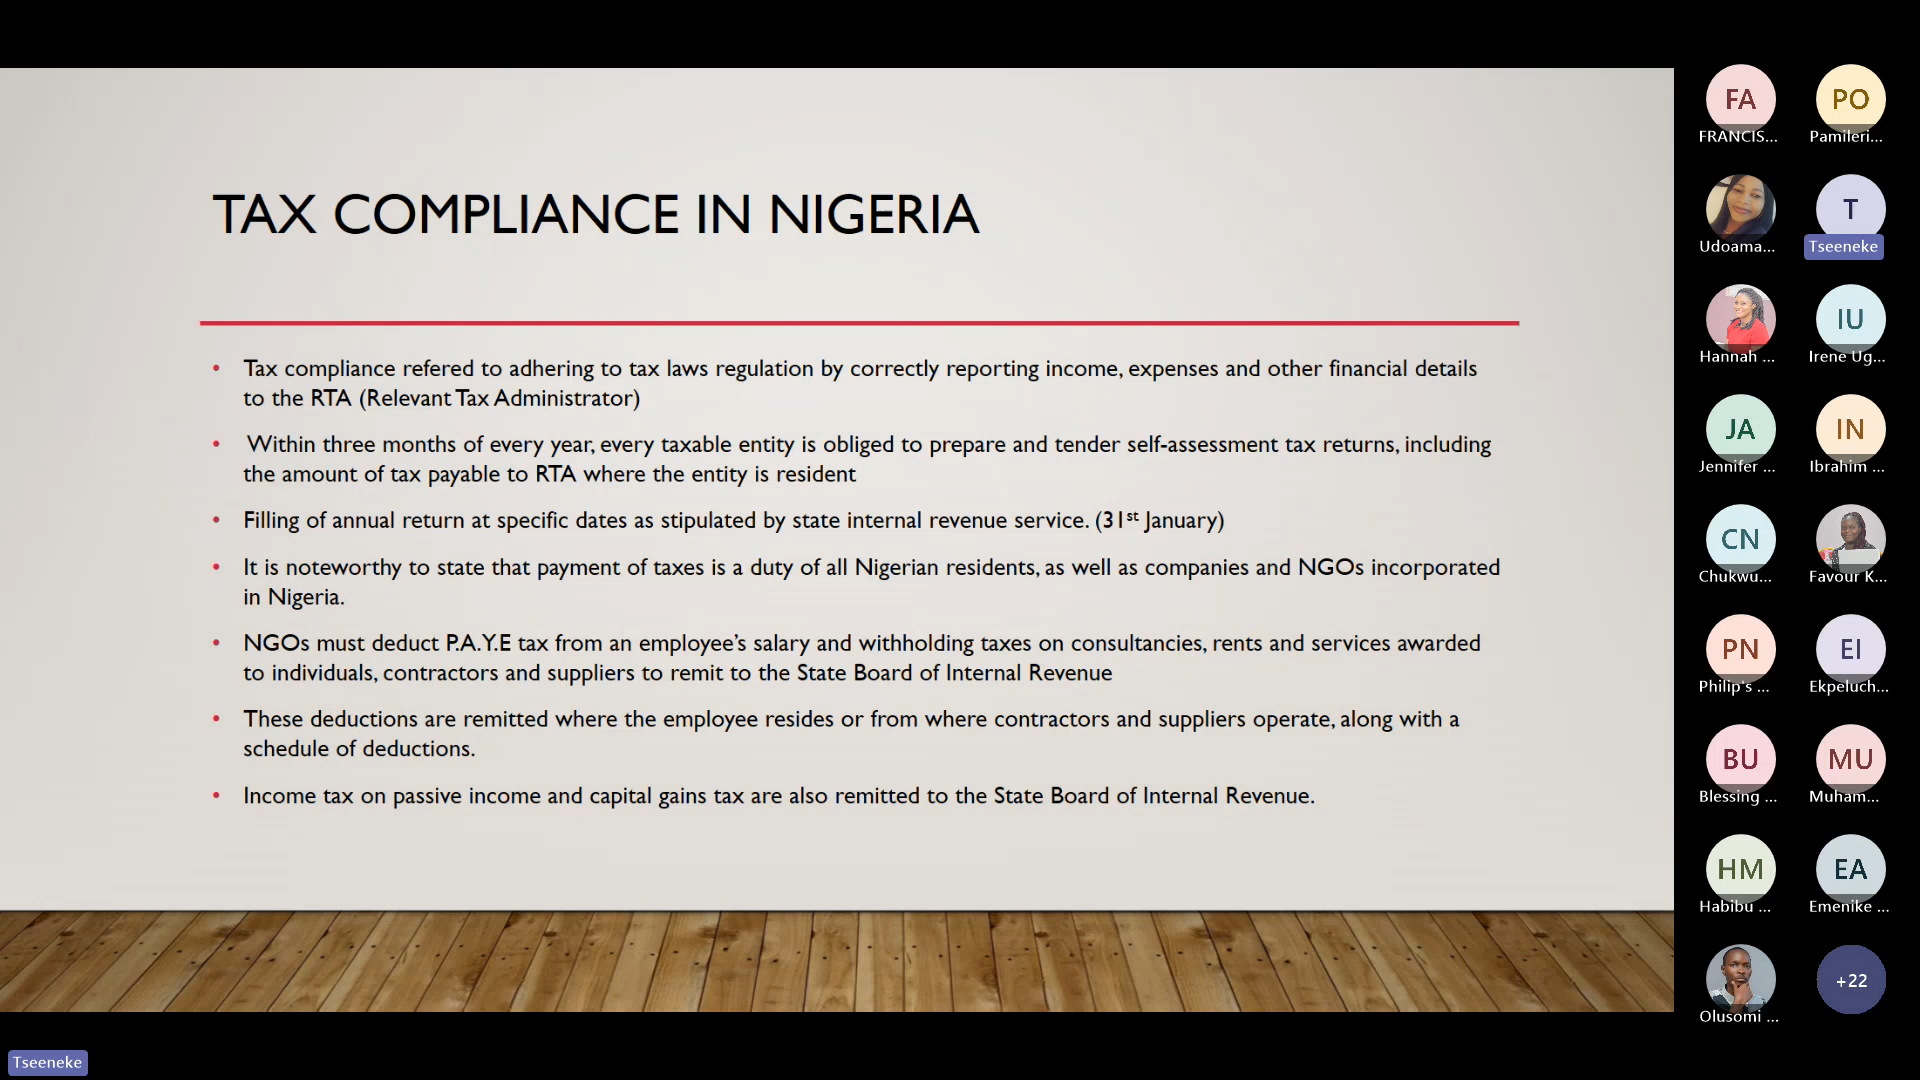 TAX COMPLIANCE IN NIGERIA
• Tax compliance refered to adhering to tax laws regulation by correctly reporting income, expenses and other financial details
to the RTA (Relevant Tax Administrator)
• Within three months of every year, every taxable entity is obliged to prepare and tender self-assessment tax returns, including
the amount of tax payable to RTA where the entity is resident
• Filling of annual return at specific dates as stipulated by state internal revenue service. (31st January)
• It is noteworthy to state that payment of taxes is a duty of all Nigerian residents, as well as companies and NGOs incorporated
in Nigeria.
• NGOs must deduct P.A.Y.E tax from an employee’s salary and withholding taxes on consultancies, rents and services awarded
to individuals, contractors and suppliers to remit to the State Board of Internal Revenue
• These deductions are remitted where the employee resides or from where contractors and suppliers operate, along with a
schedule of deductions.
• Income tax on passive income and capital gains tax are also remitted to the State Board of Internal Revenue.
FA PO
FRANCIS... Pamileri...
T
Udoama... Tseeneke
IU
Hannah ... Irene Ug...
JA IN
Jennifer ... Ibrahim ...
CN
Chukwu... Favour K...
PN EI
Philip's ... Ekpeluch...
BU MU
Blessing ... Muham...
HM EA
Habibu ... Emenike ...
+22
Olusomi ...
Tseeneke